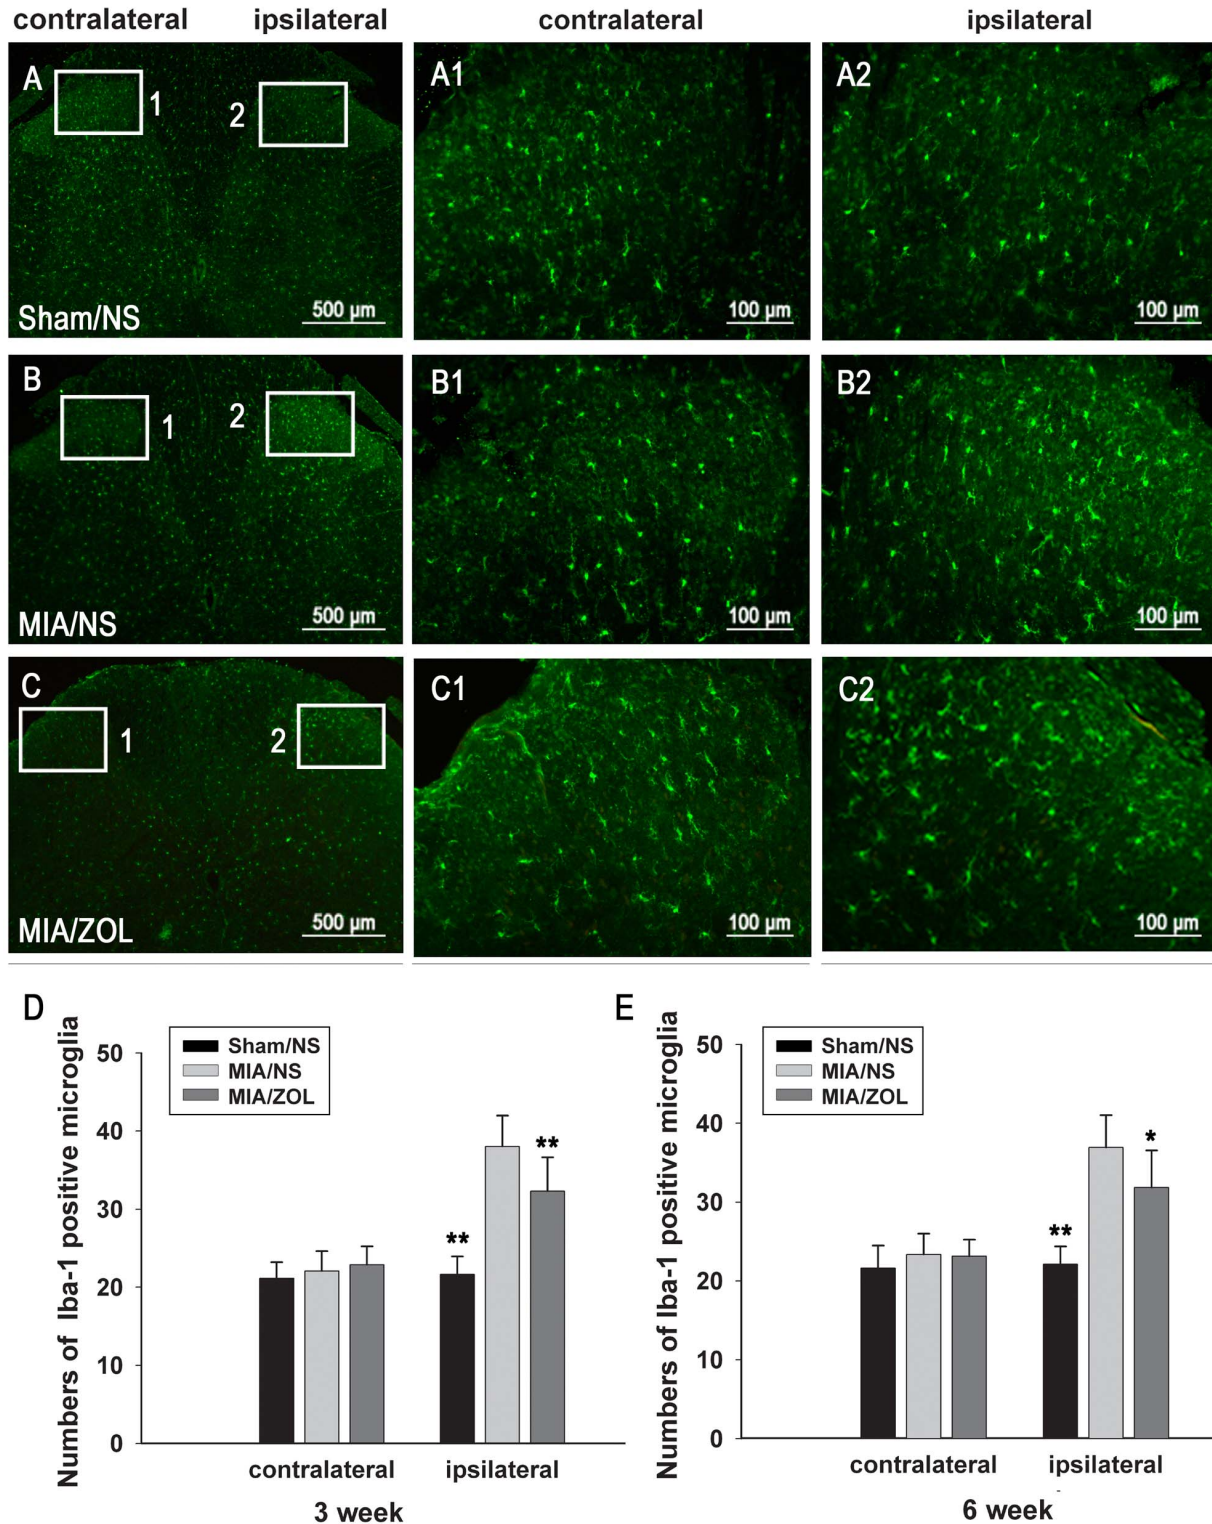 contralateral ipsilateral contralateral ipsilateral
A 1 2 A1 A2
Sham/NS 500 µm 100 µm 100 µm
B 1 2 B1 B2
MIA/NS 500 µm 100 µm 100 µm
C 1 2 C1 C2
MIA/ZOL 500 µm 100 µm 100 µm
D
Numbers of Iba-1 positive microglia
Sham/NS
MIA/NS
MIA/ZOL
50
40
30
20
10
0
** **
contralateral ipsilateral
3 week
E
Numbers of Iba-1 positive microglia
Sham/NS
MIA/NS
MIA/ZOL
50
40
30
20
10
0
** *
contralateral ipsilateral
6 week